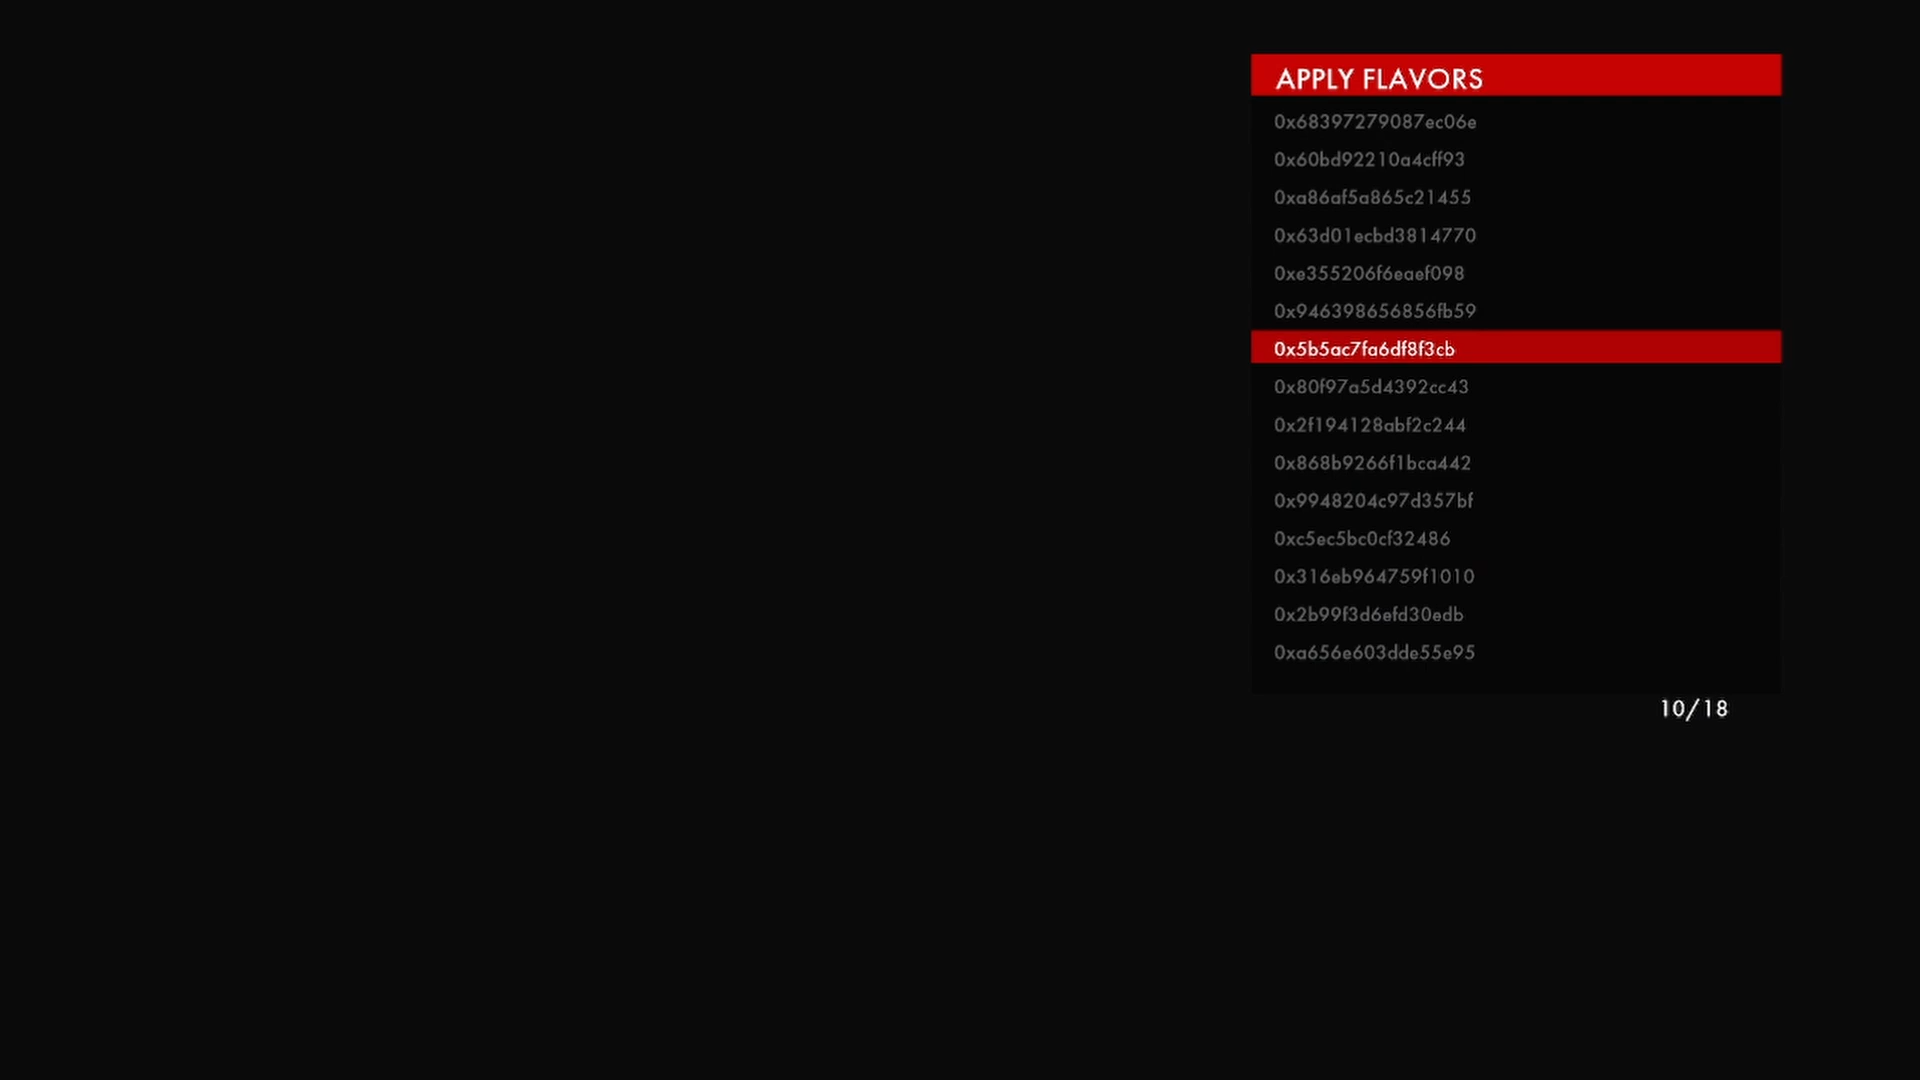 APPLY FLAVORS
0x68397279087ec06e
0x60bd92210a4cff93
0xa86af5a865c21455
0x63d01ecbd3814770
0xe355206f6eaef098
0x946398656856fb59
0x5b5ac7fa6df8f3cb
0x80f97a5d4392cc43
0x2f194128abf2c244
0x868b9266f1bca442
0x9948204c97d357bf
0xc5ec5bc0cf32486
0x316eb964759f1010
0x2b99f3d6efd30edb
0xa656e603dde55e95
10/18